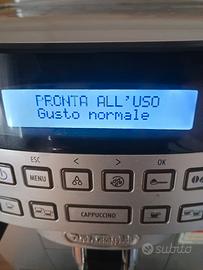 PRONTA ALL'USO
Gusto normale
ESC
< >
OK
MENU
CAPPUCCINO
subito